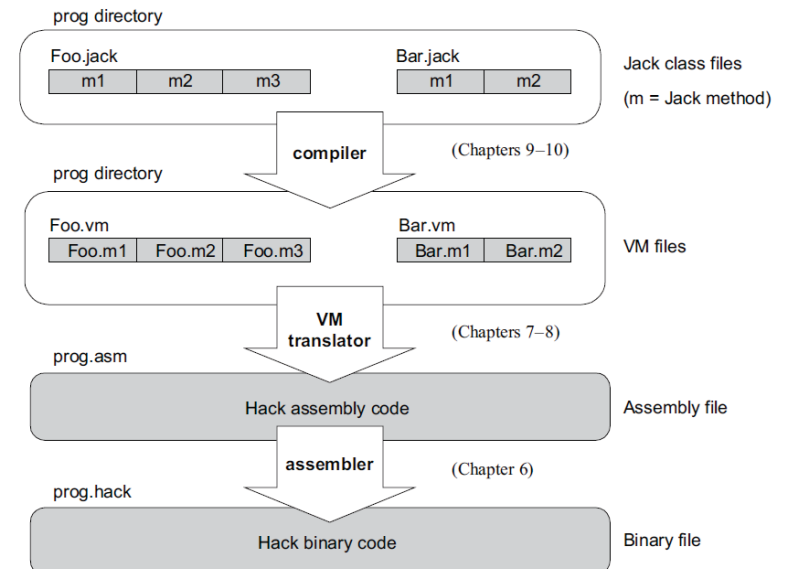 prog directory
Foo.jack
Bar.jack
m1 m2 m3
m1 m2
Jack class files
(m = Jack method)
compiler
(Chapters 9–10)
prog directory
Foo.vm
Bar.vm
Foo.m1 Foo.m2 Foo.m3
Bar.m1 Bar.m2
VM files
VM
translator
(Chapters 7–8)
prog.asm
Hack assembly code
Assembly file
assembler
(Chapter 6)
prog.hack
Hack binary code
Binary file